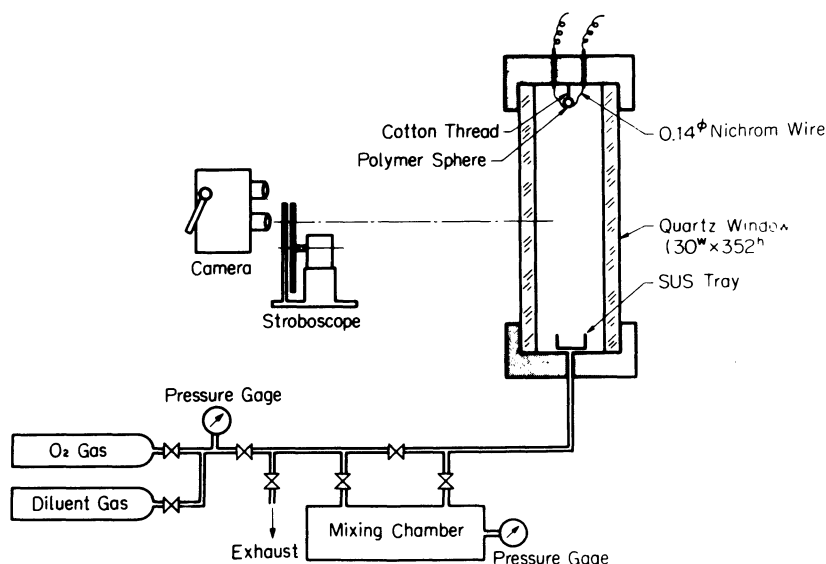 Cotton Thread
Polymer Sphere
0.14ᶲ Nichrom Wire
Camera
Stroboscope
Quartz Window
(30ʷ×352ʰ
SUS Tray
Pressure Gage
O₂ Gas
Diluent Gas
Exhaust
Mixing Chamber
Pressure Gage